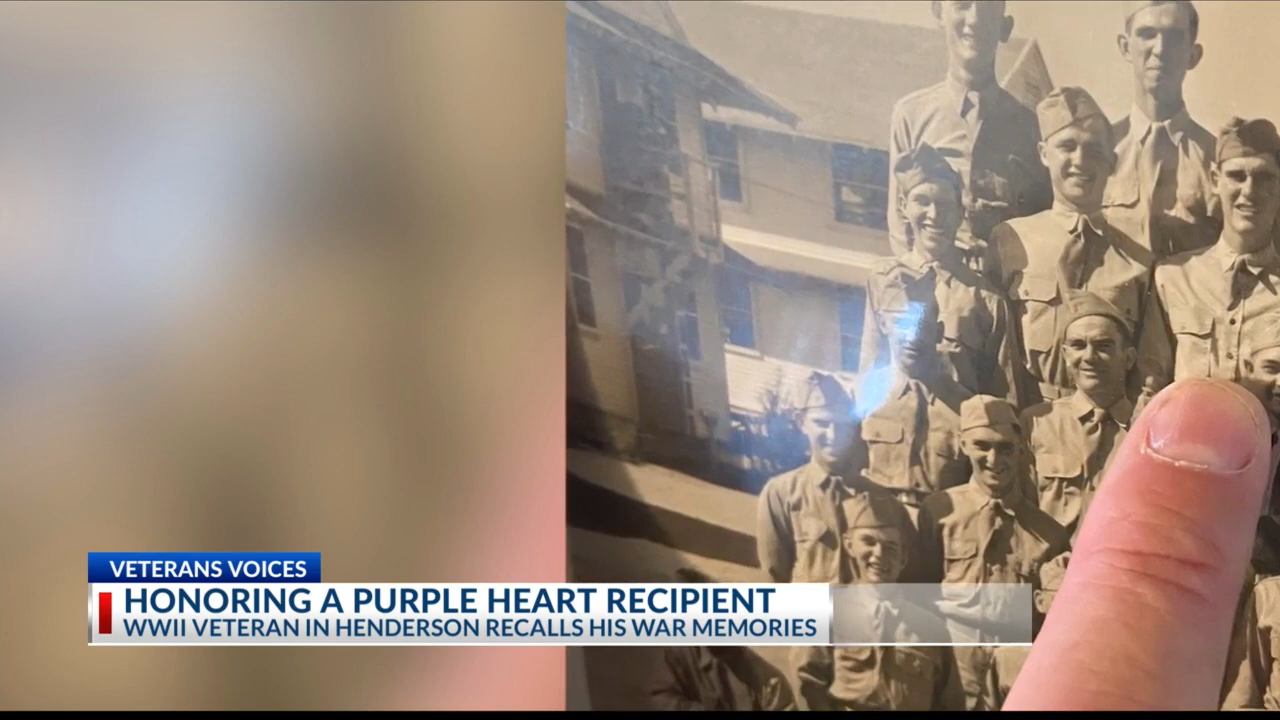 VETERANS VOICES
HONORING A PURPLE HEART RECIPIENT
WWII VETERAN IN HENDERSON RECALLS HIS WAR MEMORIES